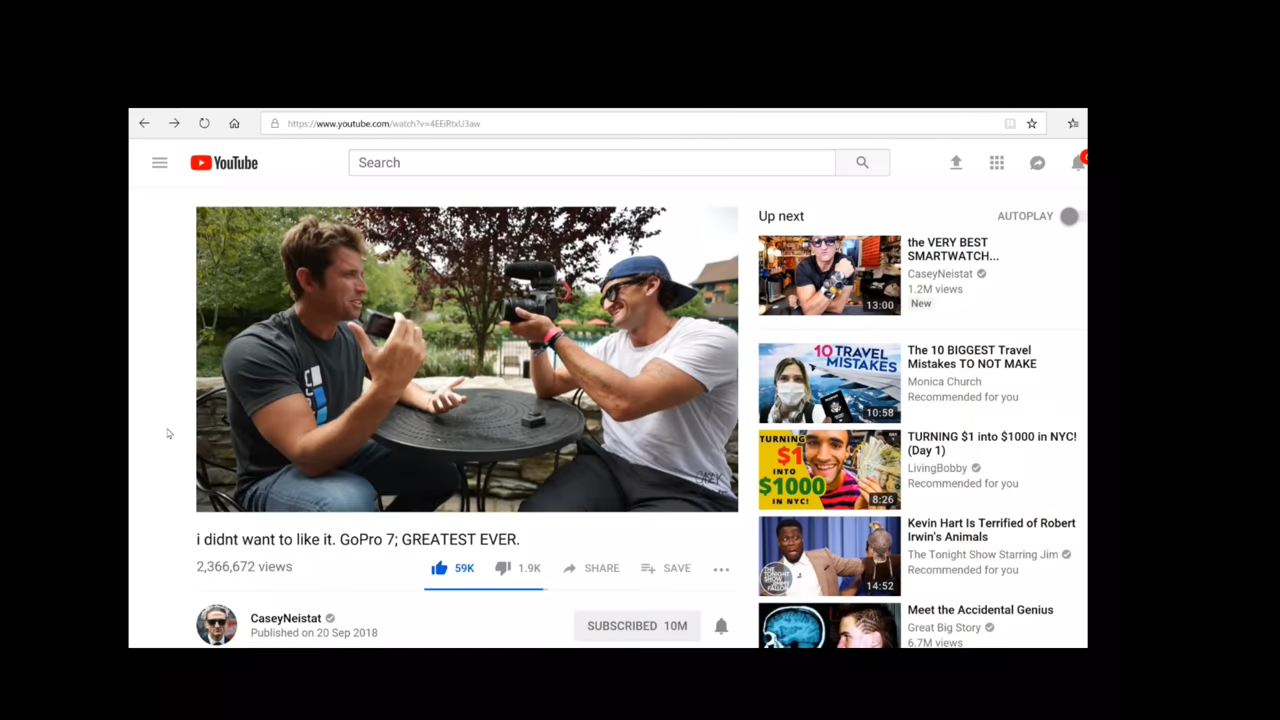 https://www.youtube.com/watch?v=4EEiRtxU3aw
YouTube
Search
Up next
AUTOPLAY
the VERY BEST
SMARTWATCH...
CaseyNeistat
1.2M views
New
13:00
10 TRAVEL
MISTAKES
10:58
The 10 BIGGEST Travel
Mistakes TO NOT MAKE
Monica Church
Recommended for you
TURNING
$1
INTO
$1000
IN NYC!
8:26
TURNING $1 into $1000 in NYC!
(Day 1)
LivingBobby
Recommended for you
THE
TONIGHT
SHOW
14:52
Kevin Hart Is Terrified of Robert
Irwin's Animals
The Tonight Show Starring Jim
Recommended for you
Meet the Accidental Genius
Great Big Story
6.7M views
i didnt want to like it. GoPro 7; GREATEST EVER.
2,366,672 views
59K
1.9K
SHARE
SAVE
CaseyNeistat
Published on 20 Sep 2018
SUBSCRIBED 10M